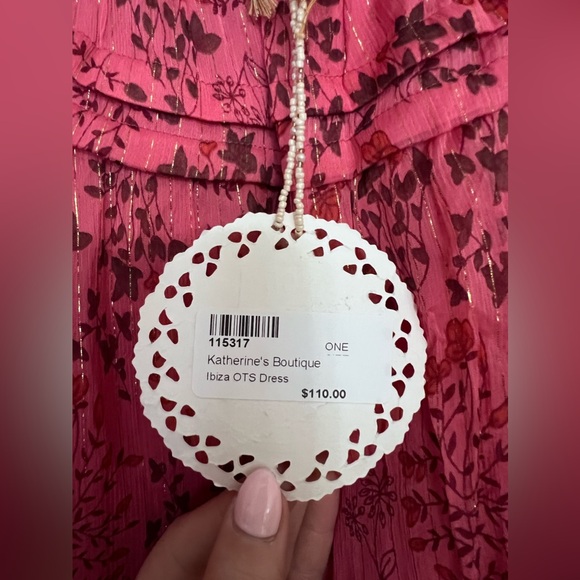 115317 ONE
Katherine's Boutique
Ibiza OTS Dress
$110.00